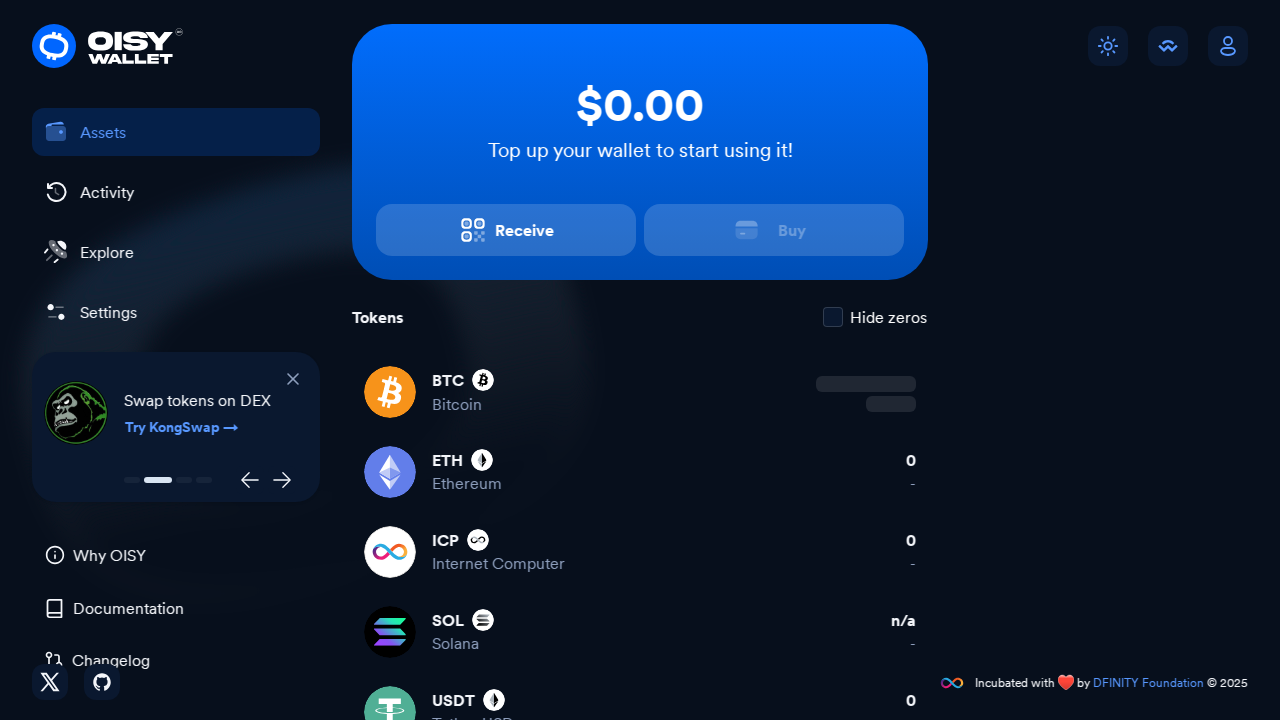 OISY
WALLET
Assets
Activity
Explore
Settings
Swap tokens on DEX
Try KongSwap →
Why OISY
Documentation
Changelog
$0.00
Top up your wallet to start using it!
Receive
Buy
Tokens
Hide zeros
BTC
Bitcoin
ETH
0
Ethereum
-
ICP
0
Internet Computer
-
SOL
n/a
Solana
-
USDT
0
Incubated with ❤️ by DFINITY Foundation © 2025